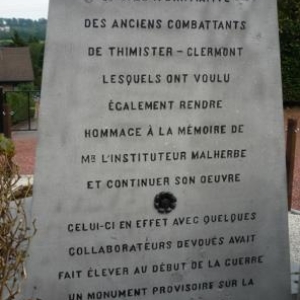 DES ANCIENS COMBATTANTS
DE THIMISTER-CLERMONT
LESQUELS ONT VOULU
ÉGALEMENT RENDRE
HOMMAGE À LA MÉMOIRE DE
MR L'INSTITUTEUR MALHERBE
ET CONTINUER SON OEUVRE
CELUI-CI EN EFFET AVEC QUELQUES
COLLABORATEURS DEVOUÉS AVAIT
FAIT ÉLEVER AU DÉBUT DE LA GUERRE
UN MONUMENT PROVISOIRE SUR LA